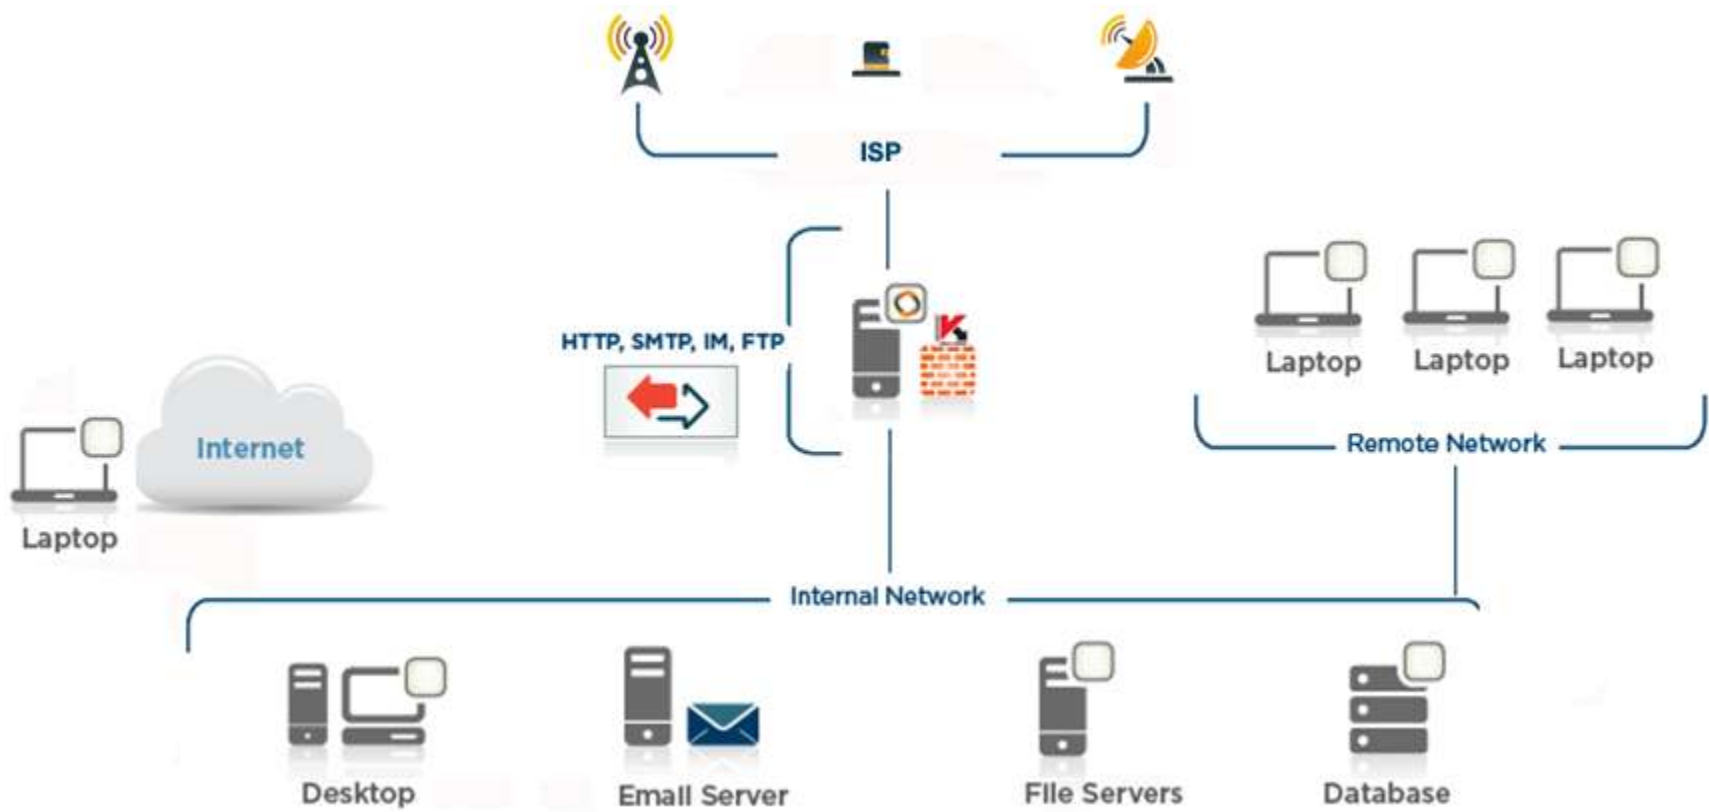 ISP
HTTP, SMTP, IM, FTP
Laptop
Laptop
Laptop
Remote Network
Internet
Laptop
Internal Network
Desktop
Email Server
File Servers
Database